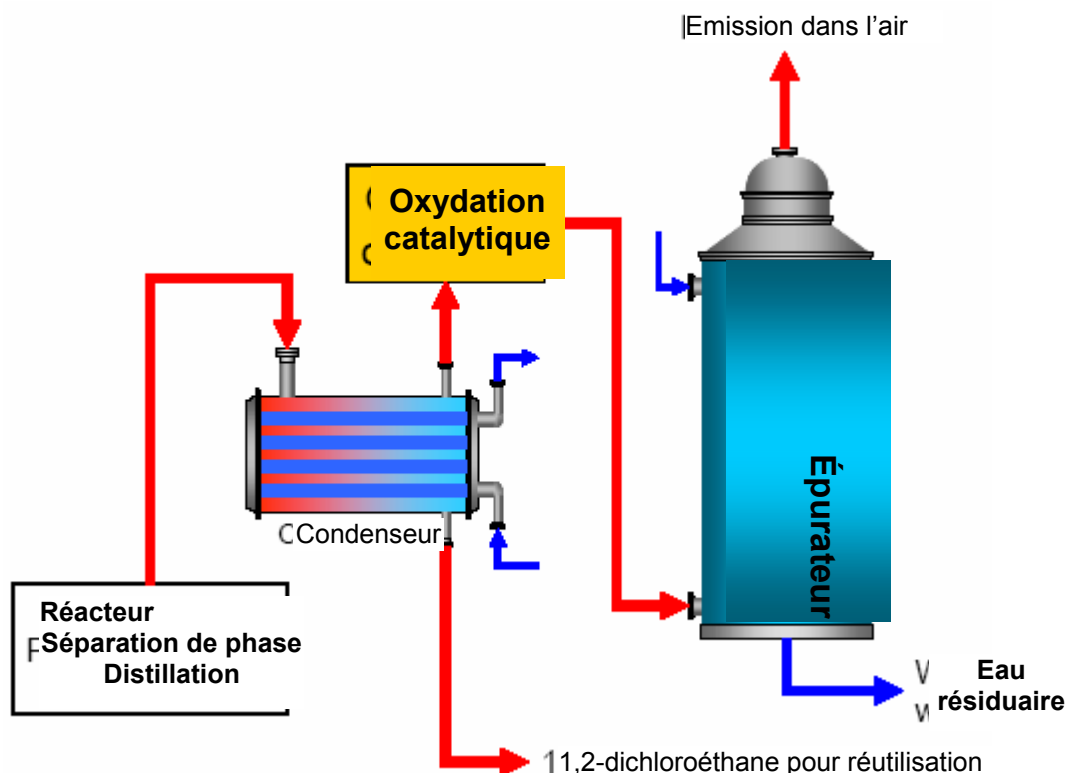 Emission dans l'air
Oxydation
catalytique
Condenseur
Épurateur
Réacteur
Séparation de phase
Distillation
Eau
résiduaire
1,2-dichloroéthane pour réutilisation